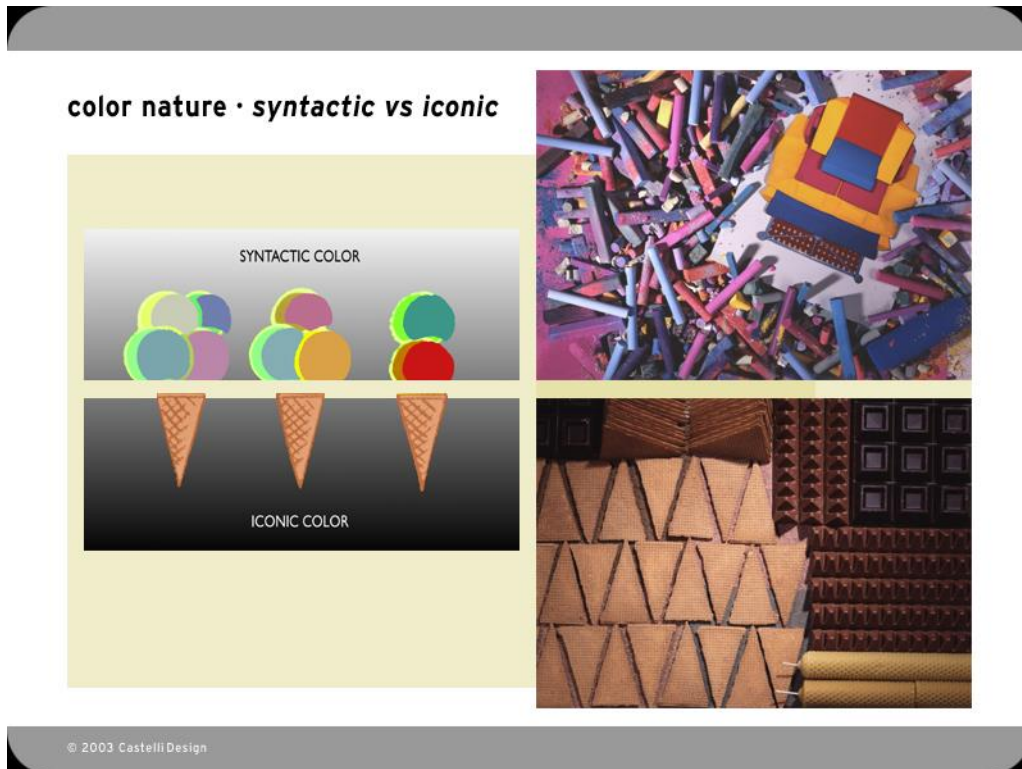 color nature · syntactic vs iconic
SYNTACTIC COLOR
ICONIC COLOR
© 2003 Castelli Design